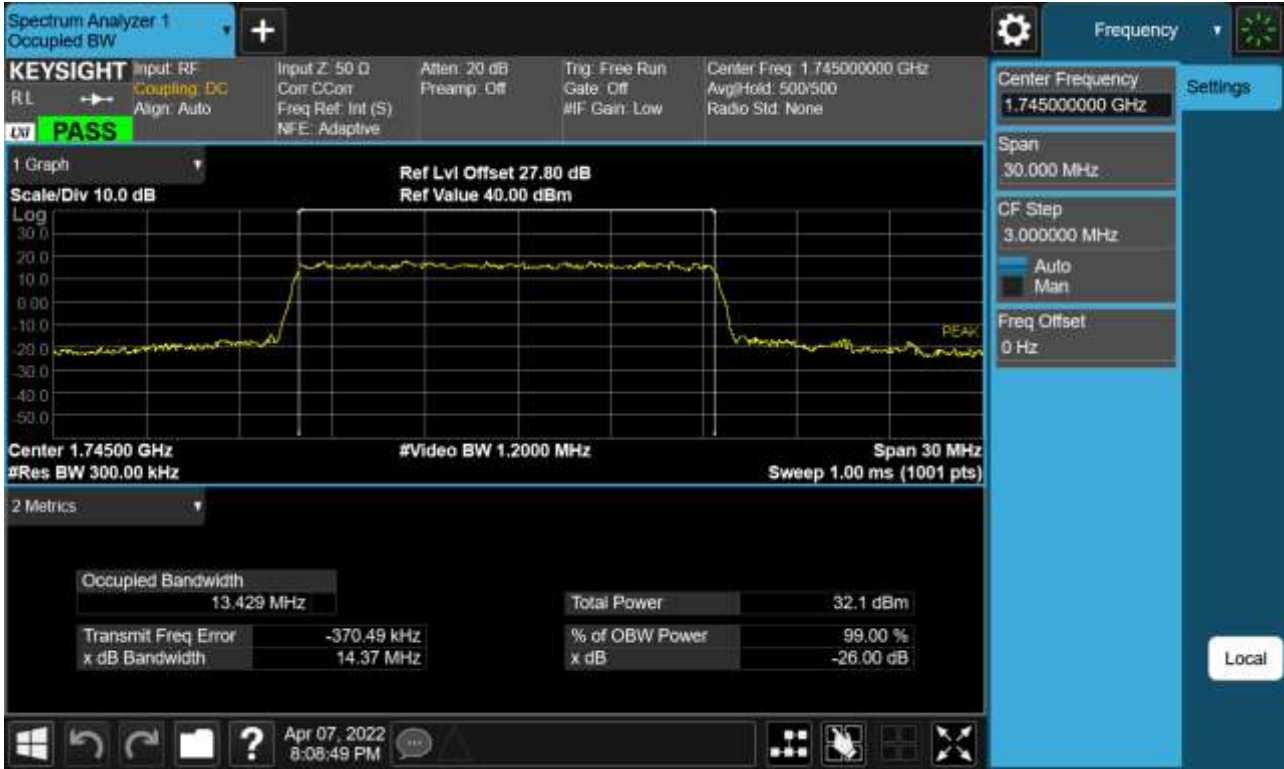 Spectrum Analyzer 1
Occupied BW
+
Frequency
KEYSIGHT
RL
PASS
Input: RF
Coupling: DC
Align: Auto
Input Z: 50 Ω
Corr CCorr
Freq Ref: Int (S)
NFE: Adaptive
Atten: 20 dB
Preamp: Off
Trig: Free Run
Gate: Off
#IF Gain: Low
Center Freq: 1.745000000 GHz
Avg|Hold: 500/500
Radio Std: None
1 Graph
Scale/Div 10.0 dB
Ref Lvl Offset 27.80 dB
Ref Value 40.00 dBm
Log
30.0
20.0
10.0
0.00
-10.0
-20.0
-30.0
-40.0
-50.0
PEAK
Center 1.74500 GHz
#Video BW 1.2000 MHz
Span 30 MHz
#Res BW 300.00 kHz
Sweep 1.00 ms (1001 pts)
2 Metrics
Occupied Bandwidth
13.429 MHz
Total Power 32.1 dBm
Transmit Freq Error -370.49 kHz
% of OBW Power 99.00 %
x dB Bandwidth 14.37 MHz
x dB -26.00 dB
Center Frequency
1.745000000 GHz
Settings
Span
30.000 MHz
CF Step
3.000000 MHz
Auto
Man
Freq Offset
0 Hz
Local
?
Apr 07, 2022
8:08:49 PM